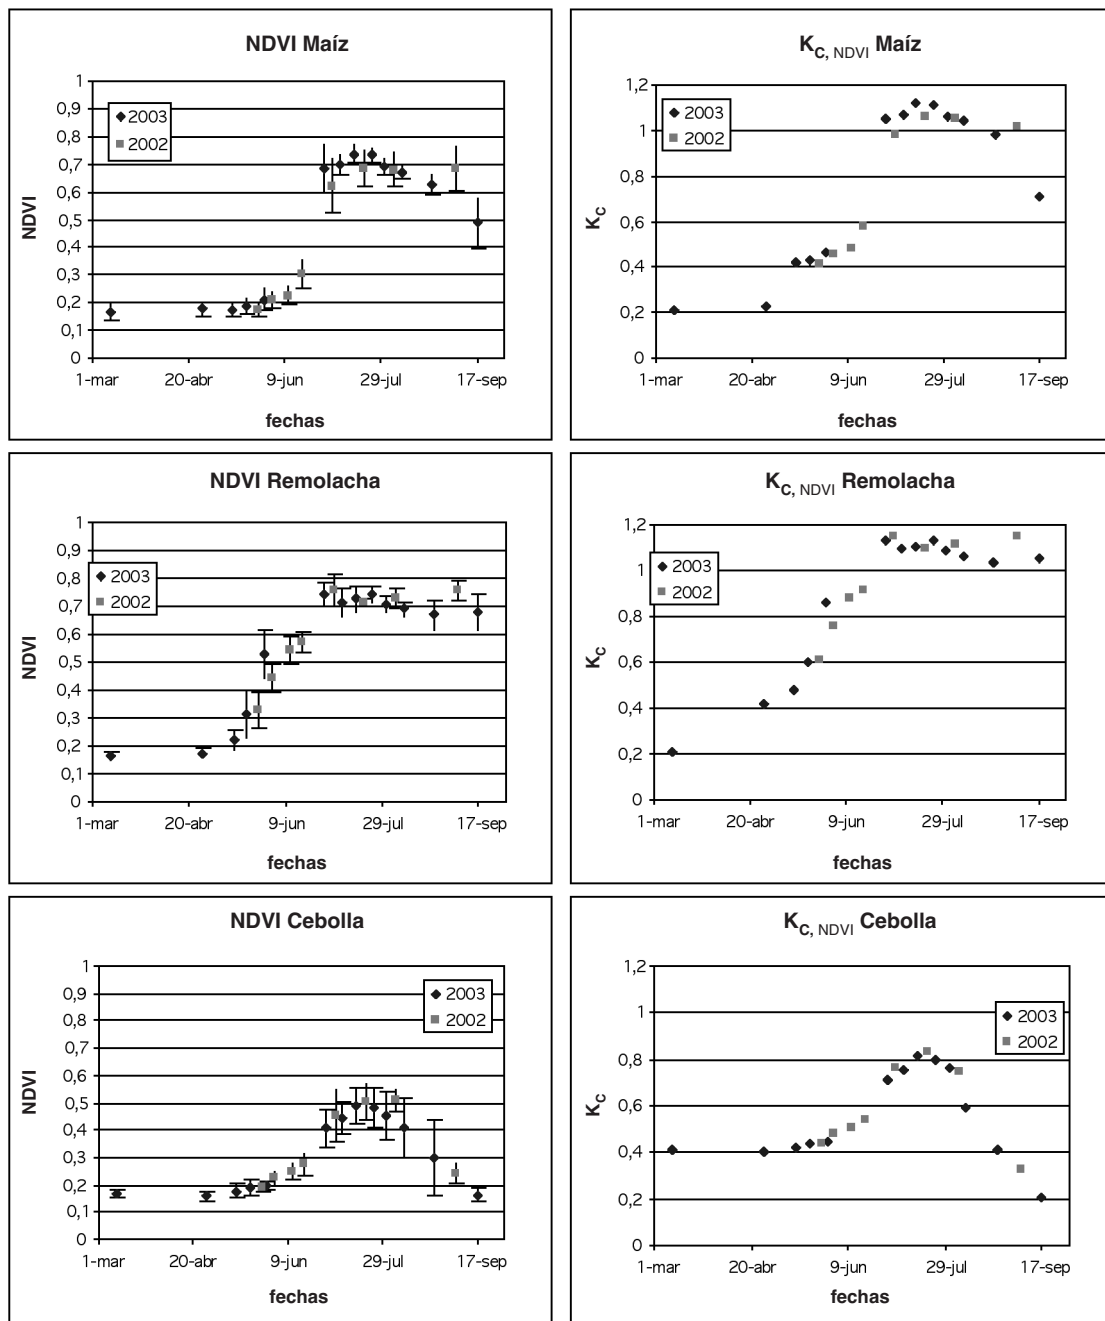 NDVI Maíz
1
0,9
0,8
0,7
0,6
0,5
0,4
0,3
0,2
0,1
0
NDVI
2003
2002
1-mar
20-abr
9-jun
29-jul
17-sep
fechas
KC, NDVI Maíz
1,2
1
0,8
0,6
0,4
0,2
0
KC
2003
2002
1-mar
20-abr
9-jun
29-jul
17-sep
fechas
NDVI Remolacha
1
0,9
0,8
0,7
0,6
0,5
0,4
0,3
0,2
0,1
0
NDVI
2003
2002
1-mar
20-abr
9-jun
29-jul
17-sep
fechas
KC, NDVI Remolacha
1,2
1
0,8
0,6
0,4
0,2
0
KC
2003
2002
1-mar
20-abr
9-jun
29-jul
17-sep
fechas
NDVI Cebolla
1
0,9
0,8
0,7
0,6
0,5
0,4
0,3
0,2
0,1
0
NDVI
2003
2002
1-mar
20-abr
9-jun
29-jul
17-sep
fechas
KC, NDVI Cebolla
1,2
1
0,8
0,6
0,4
0,2
0
KC
2003
2002
1-mar
20-abr
9-jun
29-jul
17-sep
fechas